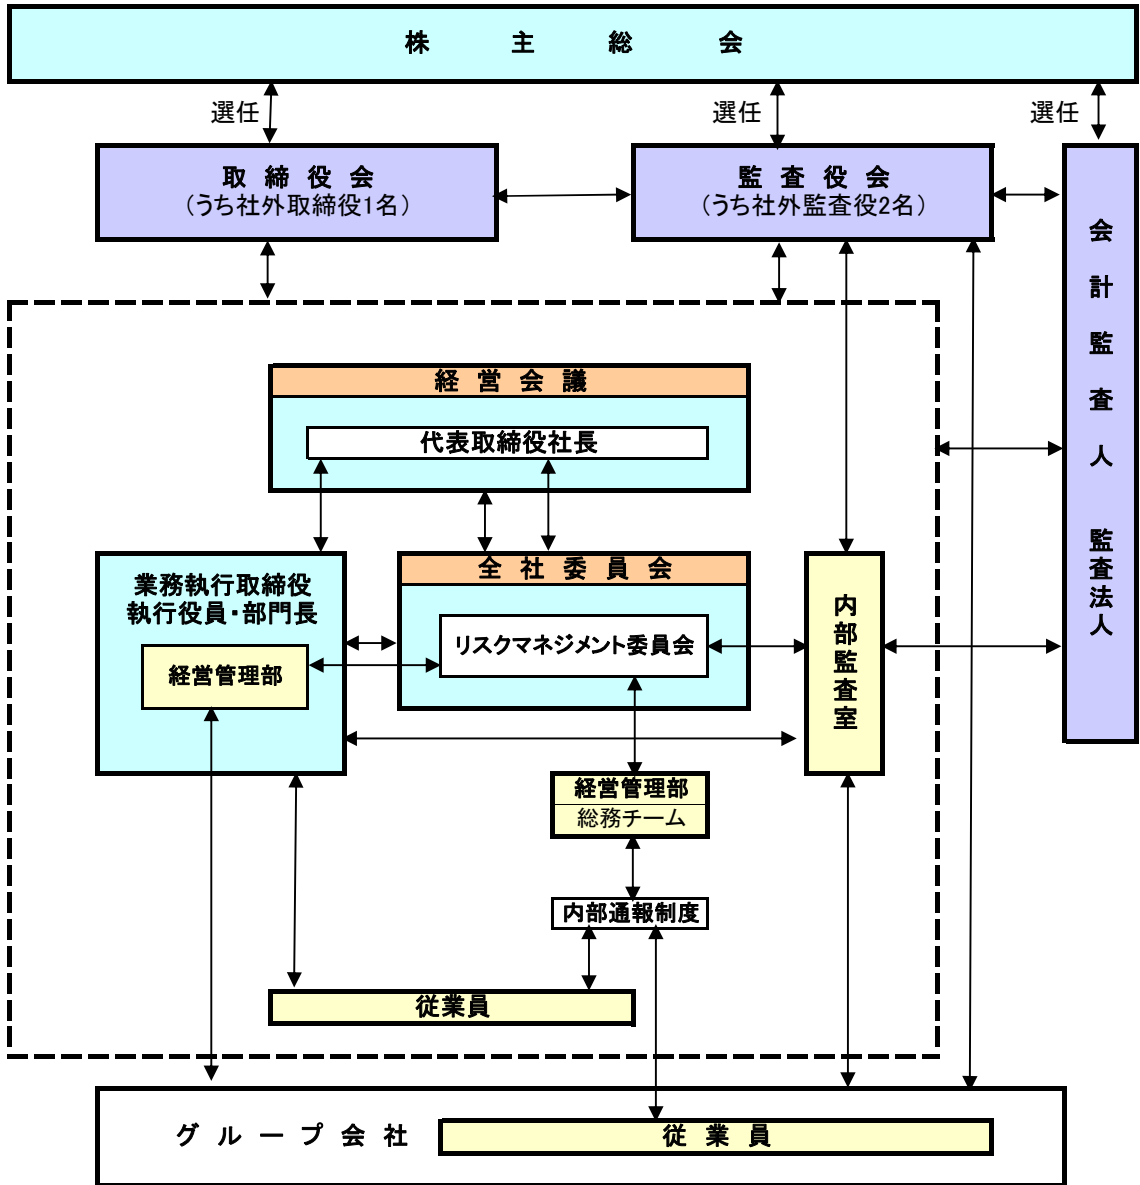 株主総会
選任
選任
選任
取締役会
（うち社外取締役1名）
監査役会
（うち社外監査役2名）
会計監査人　監査法人
経営会議
代表取締役社長
業務執行取締役
執行役員・部門長
経営管理部
全社委員会
リスクマネジメント委員会
内部監査室
経営管理部
総務チーム
内部通報制度
従業員
グループ会社
従業員